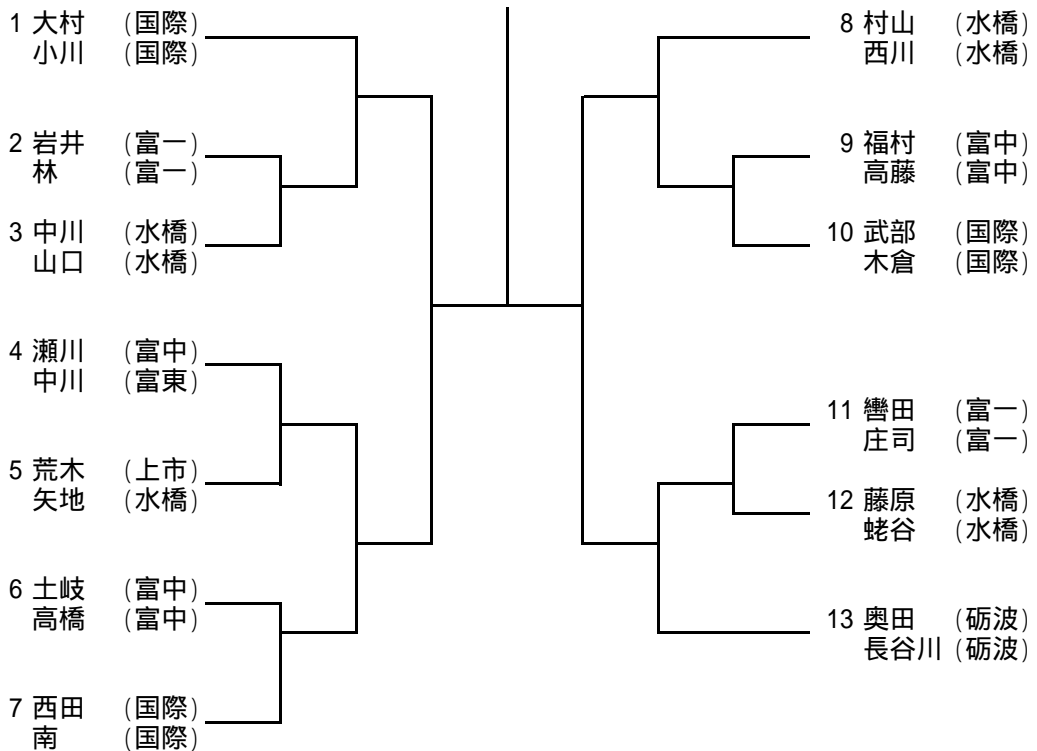 1 大村 (国際)
小川 (国際)
2 岩井 (富一)
林 (富一)
3 中川 (水橋)
山口 (水橋)
4 瀬川 (富中)
中川 (富東)
5 荒木 (上市)
矢地 (水橋)
6 土岐 (富中)
高橋 (富中)
7 西田 (国際)
南 (国際)
8 村山 (水橋)
西川 (水橋)
9 福村 (富中)
高藤 (富中)
10 武部 (国際)
木倉 (国際)
11 轡田 (富一)
庄司 (富一)
12 藤原 (水橋)
蛯谷 (水橋)
13 奥田 (砺波)
長谷川 (砺波)